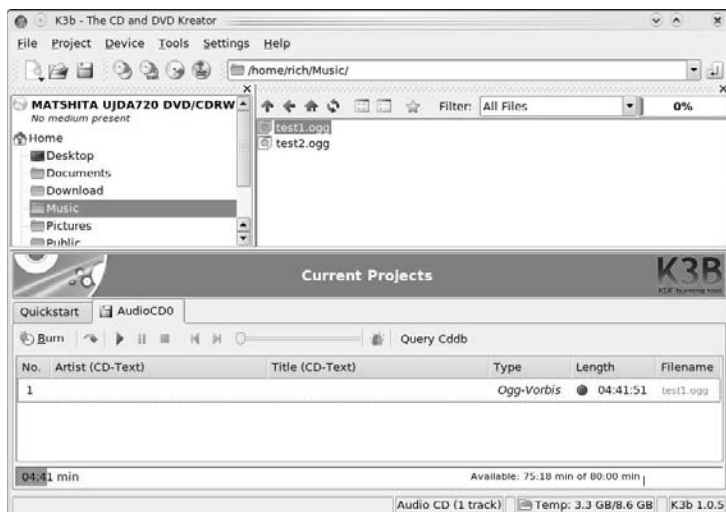 K3b - The CD and DVD Kreator
File Project Device Tools Settings Help
/home/rich/Music/
MATSHITA UJDA720 DVD/CDRW
No medium present
Filter: All Files 0%
Home
Desktop
Documents
Download
Music
Pictures
Public
test1.ogg
test2.ogg
Current Projects
K3B
KDE burning tool
Quickstart AudioCD0
Burn Query Cddb
No. Artist (CD-Text) Title (CD-Text) Type Length Filename
1 Ogg-Vorbis 04:41:51 test1.ogg
04:41 min Available: 75:18 min of 80:00 min
Audio CD (1 track) Temp: 3.3 GB/8.6 GB K3b 1.0.5